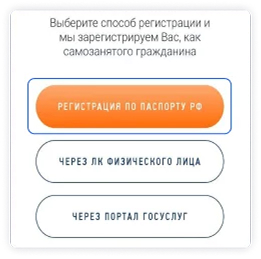 Выберите способ регистрации и
мы зарегистрируем Вас, как
самозанятого гражданина
РЕГИСТРАЦИЯ ПО ПАСПОРТУ РФ
ЧЕРЕЗ ЛК ФИЗИЧЕСКОГО ЛИЦА
ЧЕРЕЗ ПОРТАЛ ГОСУСЛУГ